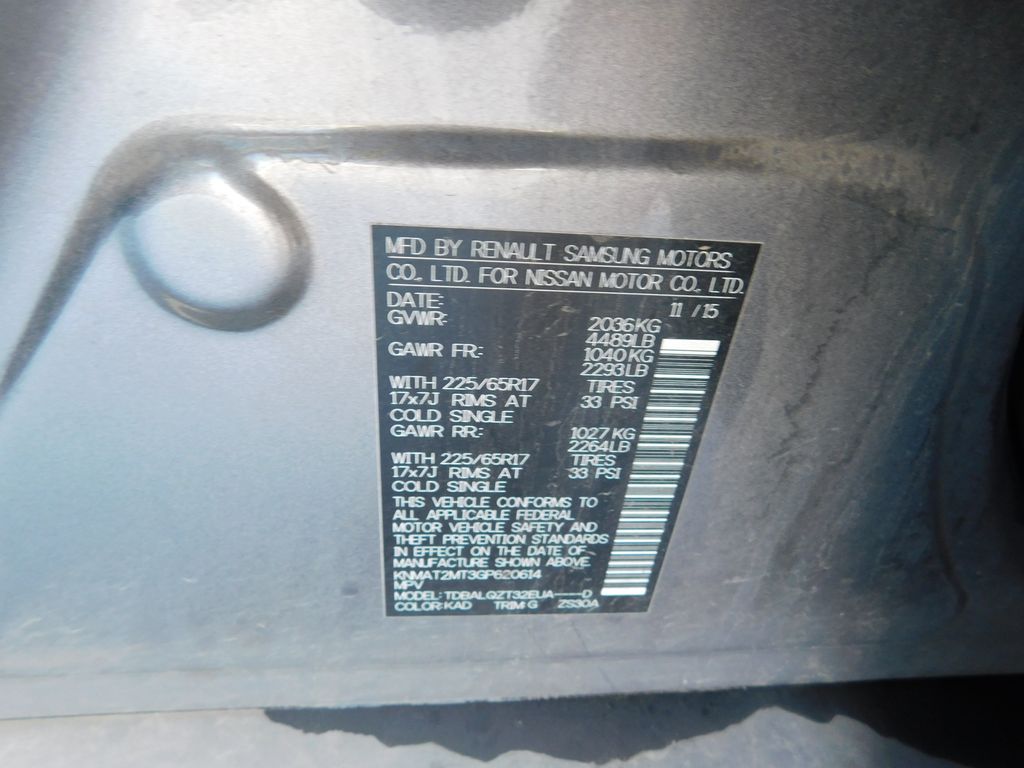 MFD BY RENAULT SAMSUNG MOTORS
CO., LTD. FOR NISSAN MOTOR CO., LTD.
DATE: 11 / 15
GVWR: 2036KG
4489LB
GAWR FR: 1040KG
2293LB
WITH 225/65R17 TIRES
17x7J RIMS AT 33 PSI
COLD SINGLE
GAWR RR: 1027KG
2264LB
WITH 225/65R17 TIRES
17x7J RIMS AT 33 PSI
COLD SINGLE
THIS VEHICLE CONFORMS TO
ALL APPLICABLE FEDERAL
MOTOR VEHICLE SAFETY AND
THEFT PREVENTION STANDARDS
IN EFFECT ON THE DATE OF
MANUFACTURE SHOWN ABOVE.
KNMAT2MT3GP620614
MPV
MODEL: TDBALQZT32EUA----D
COLOR:KAD TRIM:G ZS30A